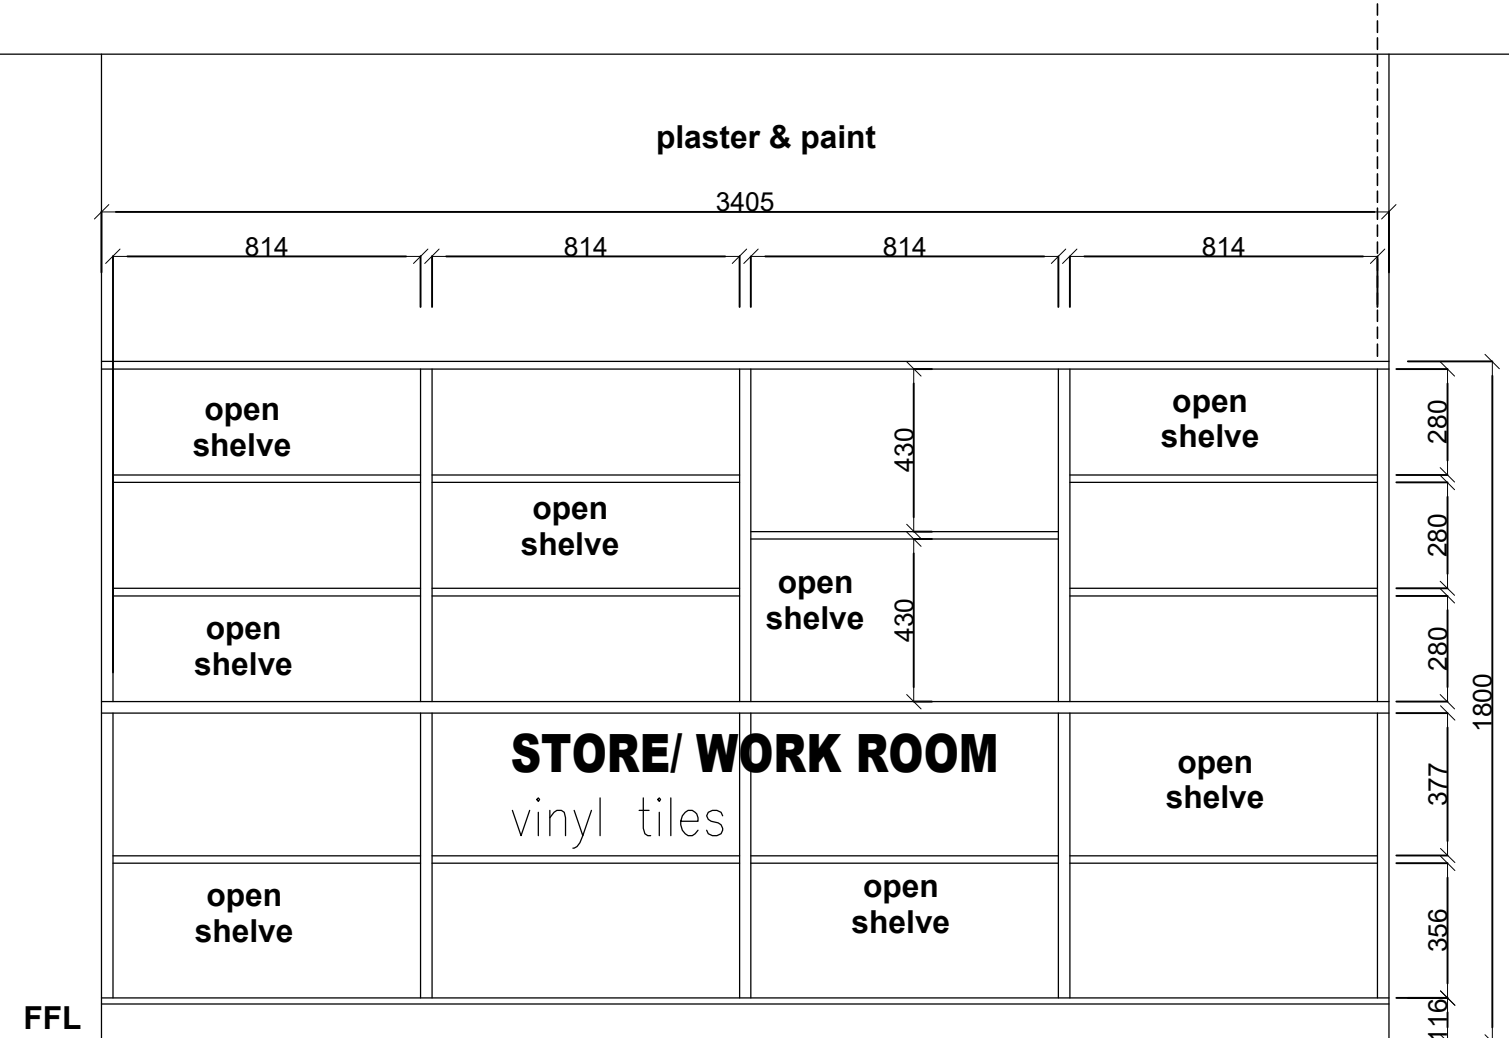 plaster & paint
3405
814
814
814
814
open
shelve
open
shelve
430
280
open
shelve
280
open
shelve
430
open
shelve
280
1800
STORE/ WORK ROOM
vinyl tiles
open
shelve
377
open
shelve
open
shelve
356
FFL
116